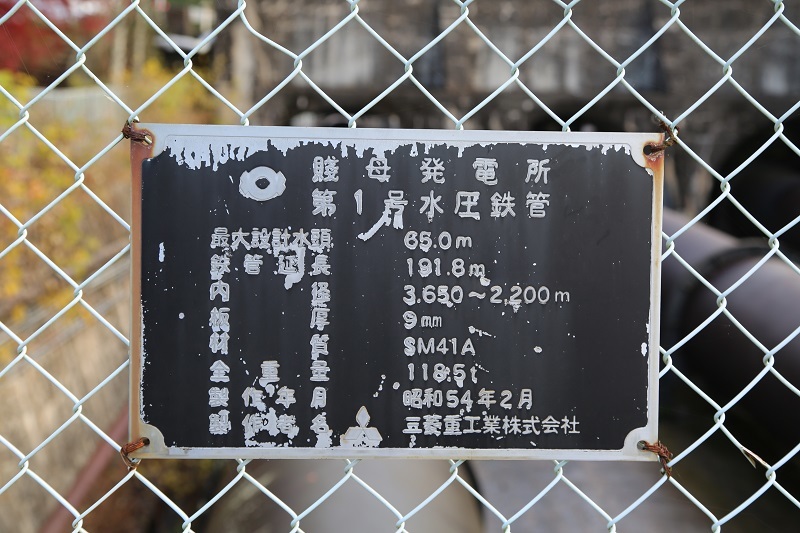 賤母発電所
第1号水圧鉄管
最大設計水頭 65.0m
鉄管延長 191.8m
内径 3,650～2,200m
板厚 9mm
材質 SM41A
全重量 118.5t
製作年月 昭和54年2月
製作者名 三菱重工業株式会社